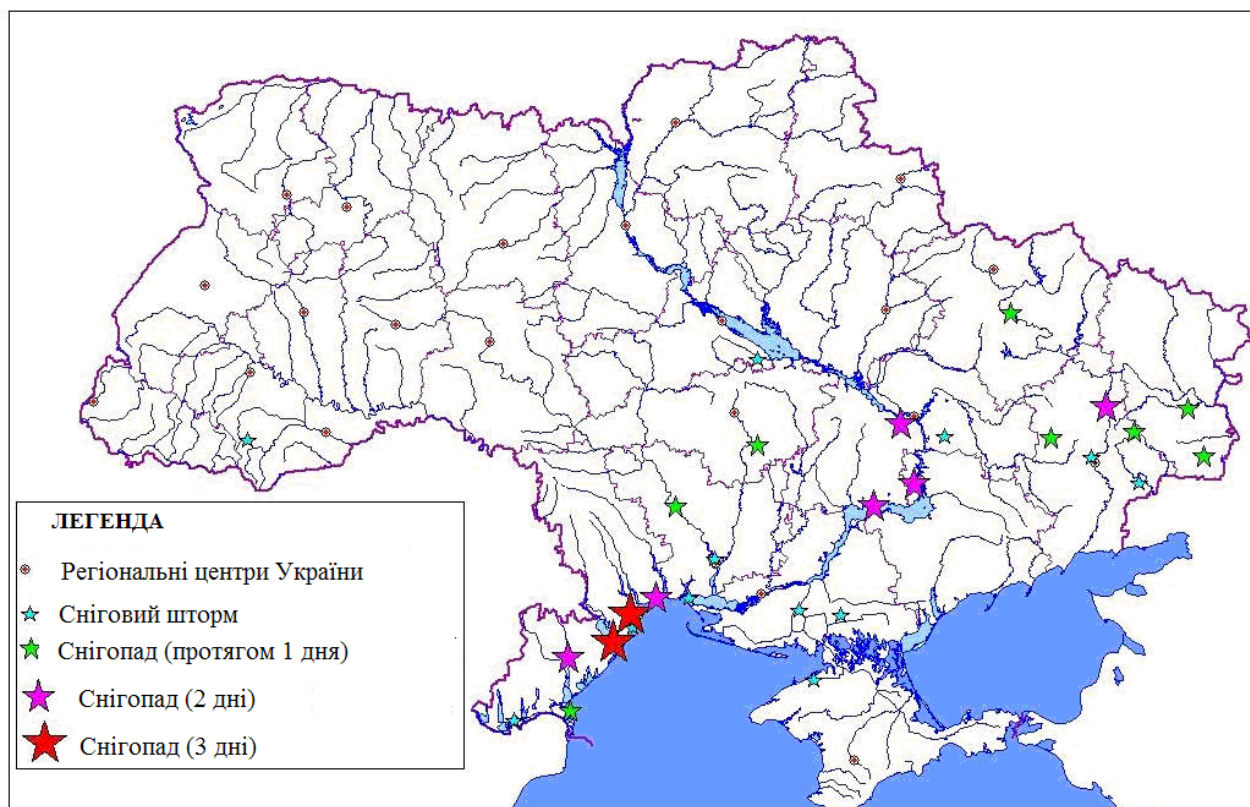 ЛЕГЕНДА
Регіональні центри України
Сніговий шторм
Снігопад (протягом 1 дня)
Снігопад (2 дні)
Снігопад (3 дні)